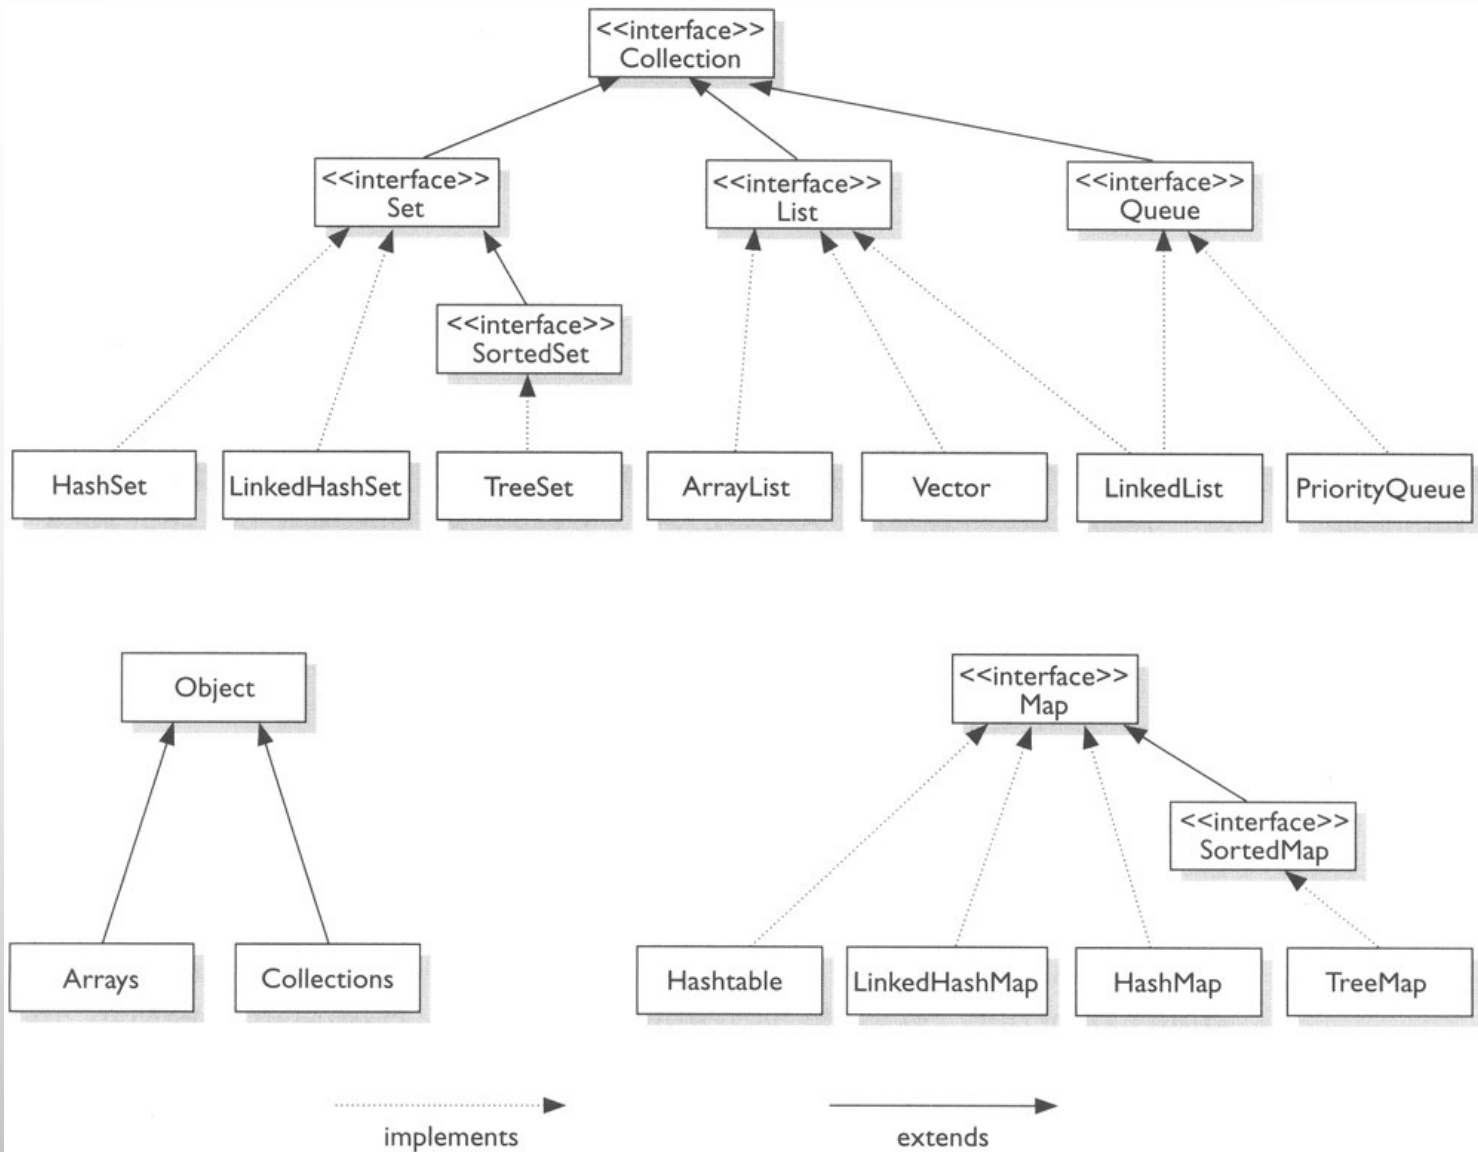 <<interface>>
Collection
<<interface>>
Set
<<interface>>
List
<<interface>>
Queue
<<interface>>
SortedSet
HashSet
LinkedHashSet
TreeSet
ArrayList
Vector
LinkedList
PriorityQueue
Object
<<interface>>
Map
<<interface>>
SortedMap
Arrays
Collections
Hashtable
LinkedHashMap
HashMap
TreeMap
implements
extends